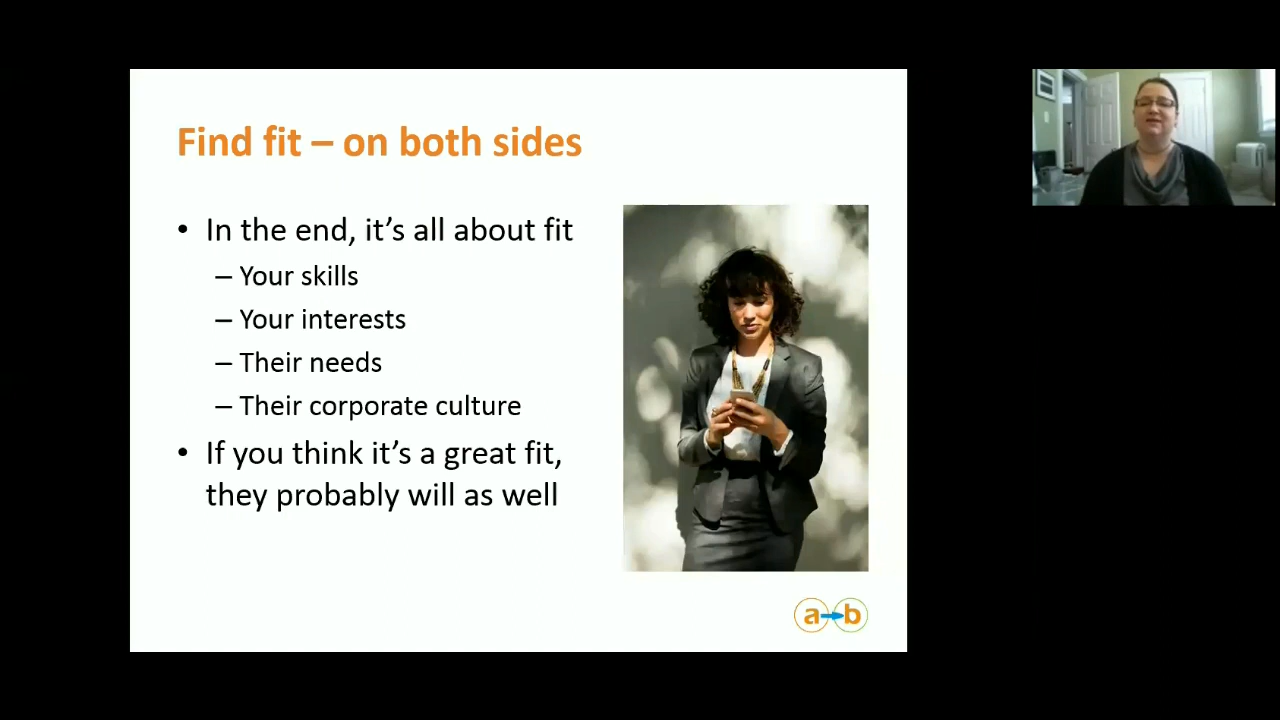 Find fit – on both sides
• In the end, it's all about fit
– Your skills
– Your interests
– Their needs
– Their corporate culture
• If you think it's a great fit,
they probably will as well
a b